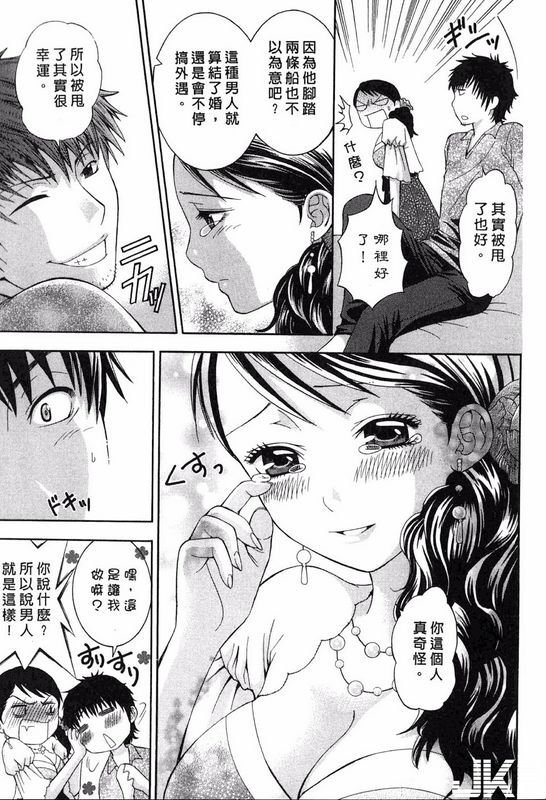 其實被甩
了也好。
什麼？
哪裡好
了！
因為他腳踏
兩條船也不
以為意吧？
這種男人就
算結了婚，
還是會不停
搞外遇。
所以被甩
了其實很
幸運。
ニカッ
くすっ
ドキッ
你這個人
真奇怪。
嘿，這
是讓我
做嘛？
すりすり
你說什麼？
所以說男人
就是這樣！
JK